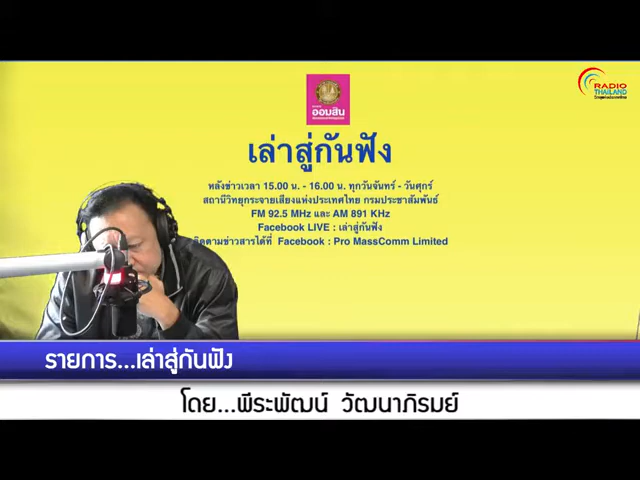 RADIO
THAILAND
ออมสิน
เล่าสู่กันฟัง
หลังข่าวเวลา 15.00 น. - 16.00 น. ทุกวันจันทร์ - วันศุกร์
สถานีวิทยุกระจายเสียงแห่งประเทศไทย กรมประชาสัมพันธ์
FM 92.5 MHz และ AM 891 KHz
Facebook LIVE : เล่าสู่กันฟัง
ติดตามข่าวสารได้ที่ Facebook : Pro MassComm Limited
รายการ...เล่าสู่กันฟัง
โดย...พีระพัฒน์ วัฒนาภิรมย์